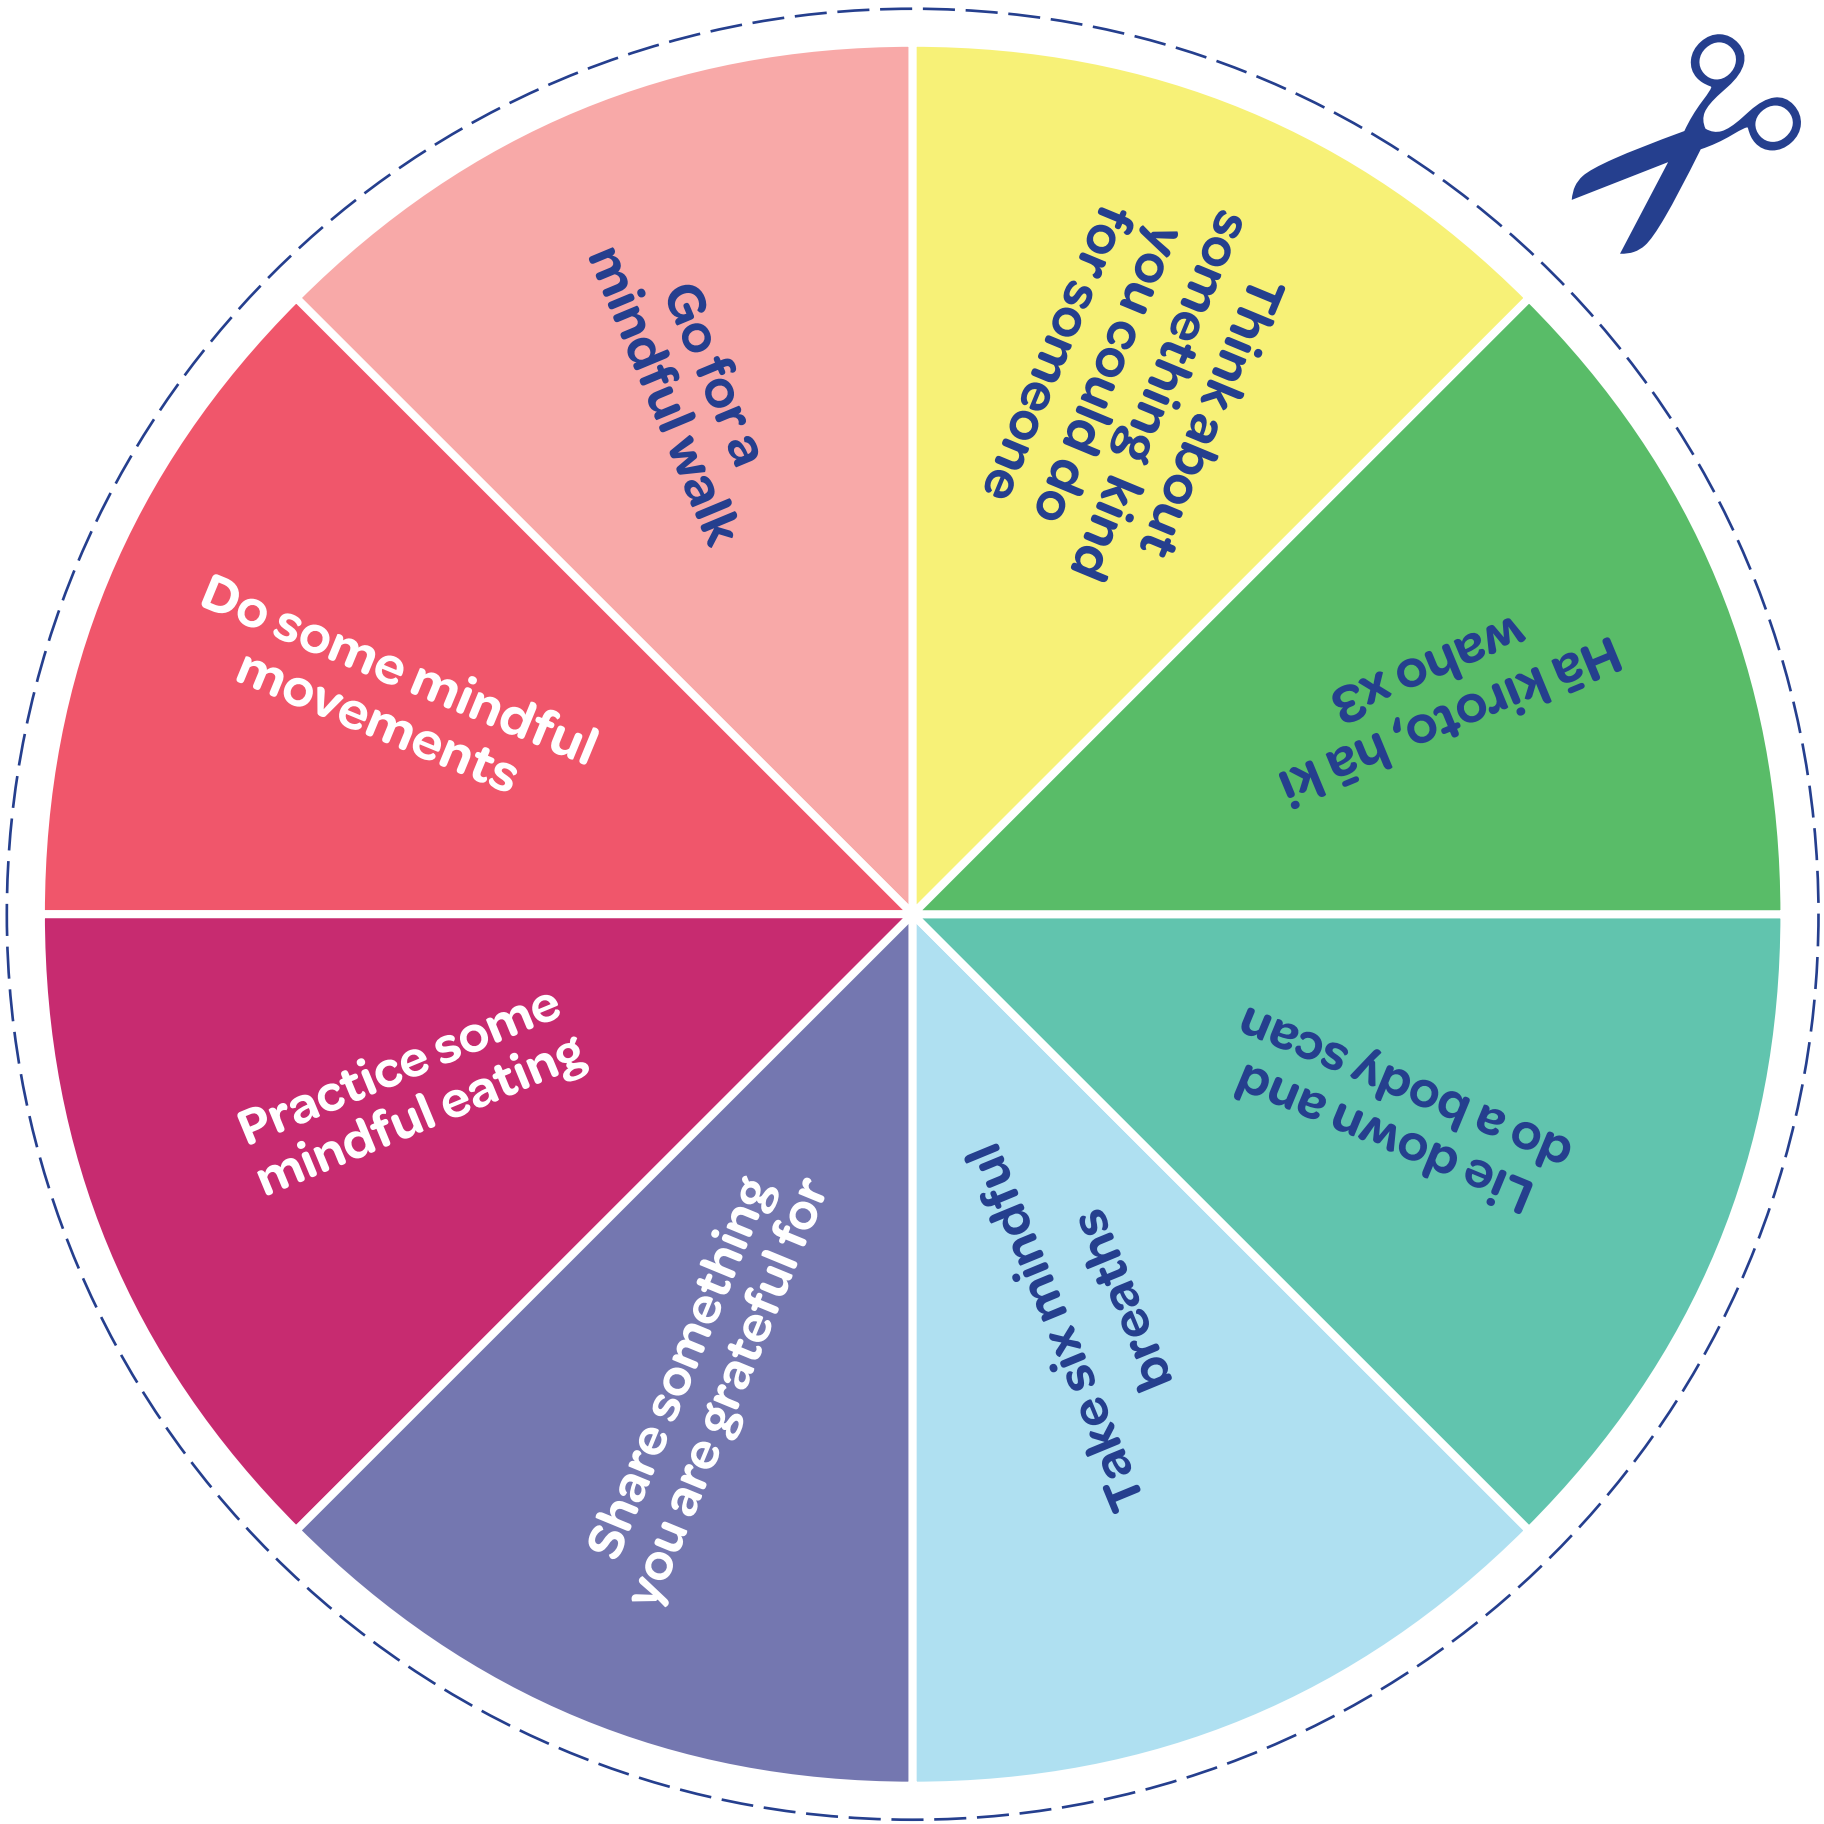 Think about
something kind
you could do
for someone
Hā ki roto, hā ki
waho x3
Lie down and
do a body scan
Take six mindful
breaths
Share something
you are grateful for
Practice some
mindful eating
Do some mindful
movements
Go for a
mindful walk